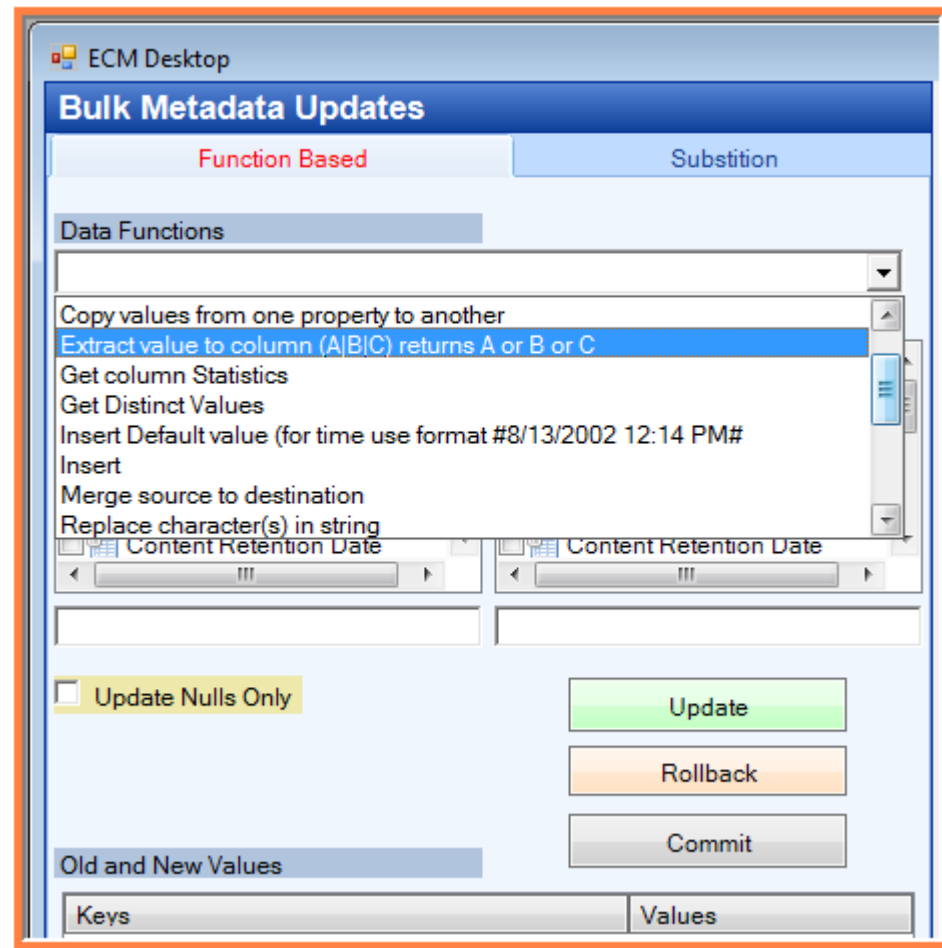 ECM Desktop
Bulk Metadata Updates
Function Based
Substition
Data Functions
Copy values from one property to another
Extract value to column (A|B|C) returns A or B or C
Get column Statistics
Get Distinct Values
Insert Default value (for time use format #8/13/2002 12:14 PM#
Insert
Merge source to destination
Replace character(s) in string
Content Retention Date
Content Retention Date
Update Nulls Only
Update
Rollback
Commit
Old and New Values
Keys
Values